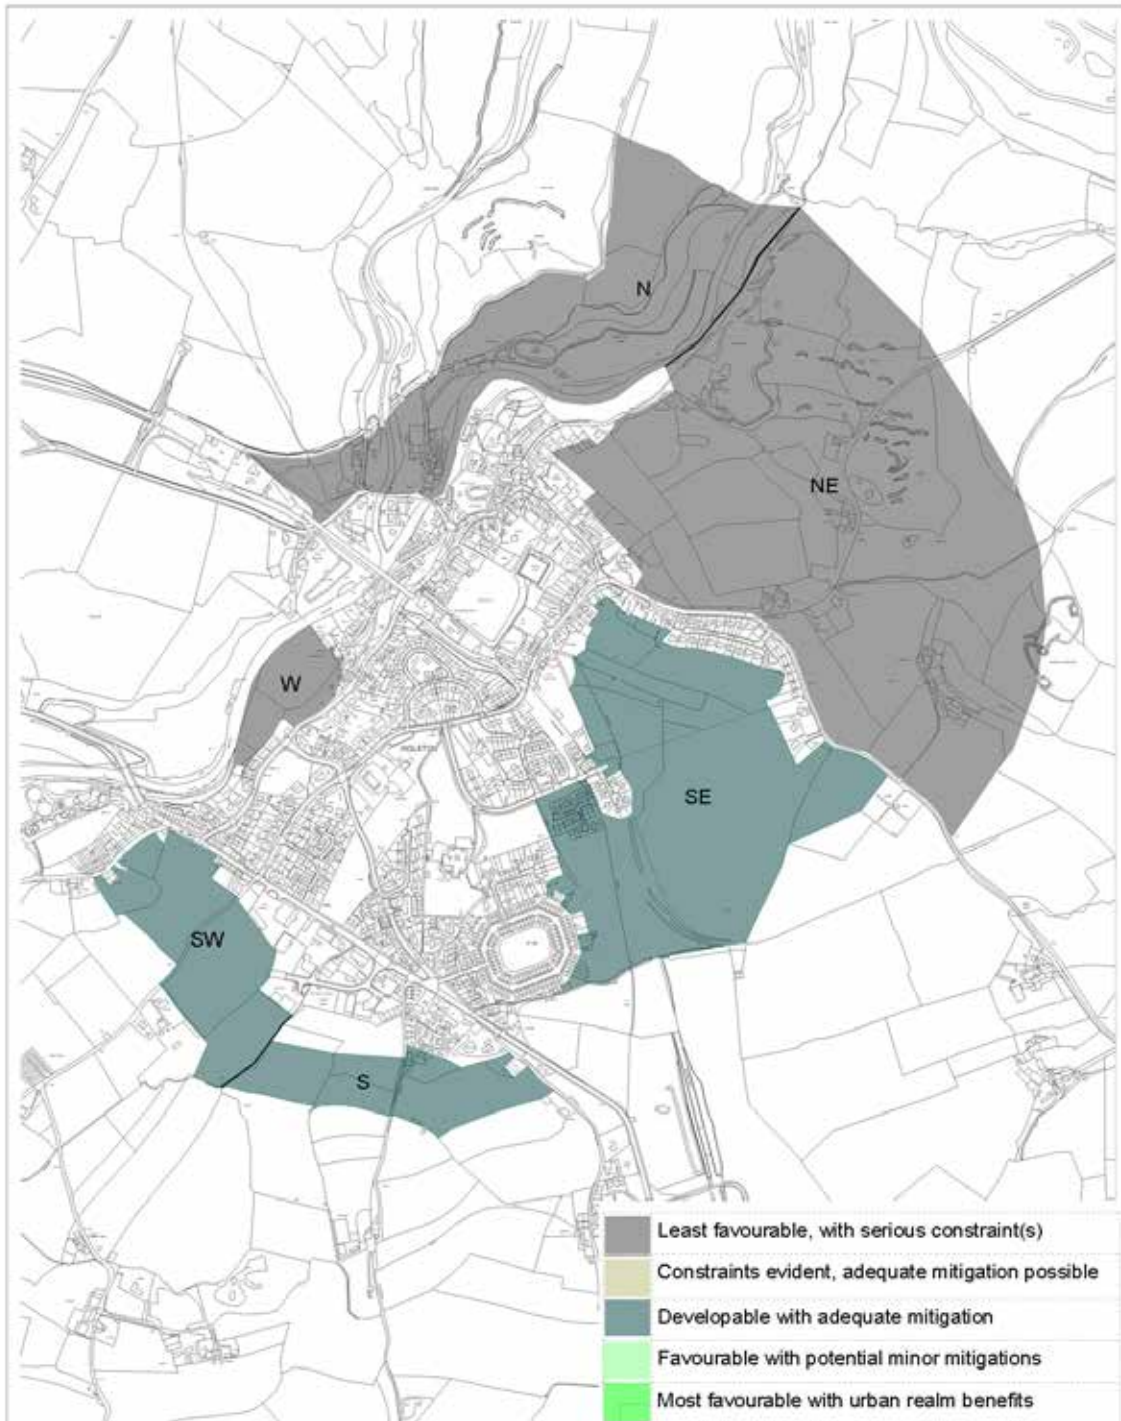 N
NE
W
SE
SW
S
Least favourable, with serious constraint(s)
Constraints evident, adequate mitigation possible
Developable with adequate mitigation
Favourable with potential minor mitigations
Most favourable with urban realm benefits